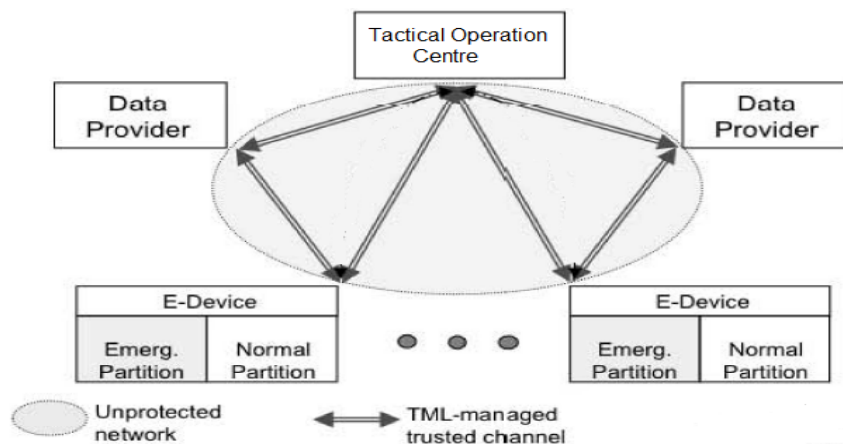 Tactical Operation
Centre
Data
Provider
Data
Provider
E-Device
Emerg.
Partition
Normal
Partition
E-Device
Emerg.
Partition
Normal
Partition
Unprotected
network
TML-managed
trusted channel